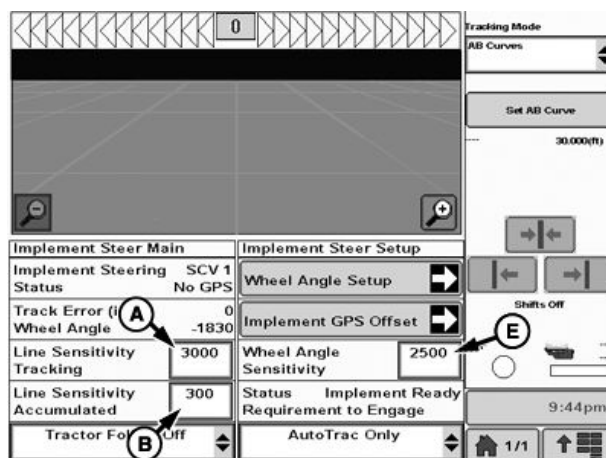 0
Tracking Mode
AB Curves
Set AB Curve
30.000(ft)
Shifts Off
9:44pm
1/1
Implement Steer Main
Implement Steering SCV 1
Status No GPS
Track Error (i 0
Wheel Angle -1830
A
Line Sensitivity 3000
Tracking
Line Sensitivity 300
Accumulated
B
Tractor Fol Off
Implement Steer Setup
Wheel Angle Setup
Implement GPS Offset
E
Wheel Angle 2500
Sensitivity
Status Implement Ready
Requirement to Engage
AutoTrac Only